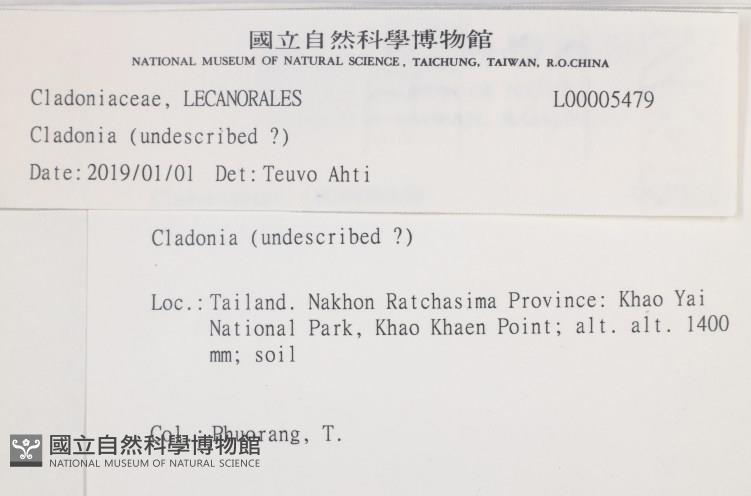 國立自然科學博物館
NATIONAL MUSEUM OF NATURAL SCIENCE, TAICHUNG, TAIWAN, R.O.CHINA
Cladoniaceae, LECANORALES L00005479
Cladonia (undescribed ?)
Date:2019/01/01 Det:Teuvo Ahti
Cladonia (undescribed ?)
Loc.:Tailand. Nakhon Ratchasima Province: Khao Yai
National Park, Khao Khaen Point; alt. alt. 1400
mm; soil
Col.:Phuorang, T.
國立自然科學博物館
NATIONAL MUSEUM OF NATURAL SCIENCE